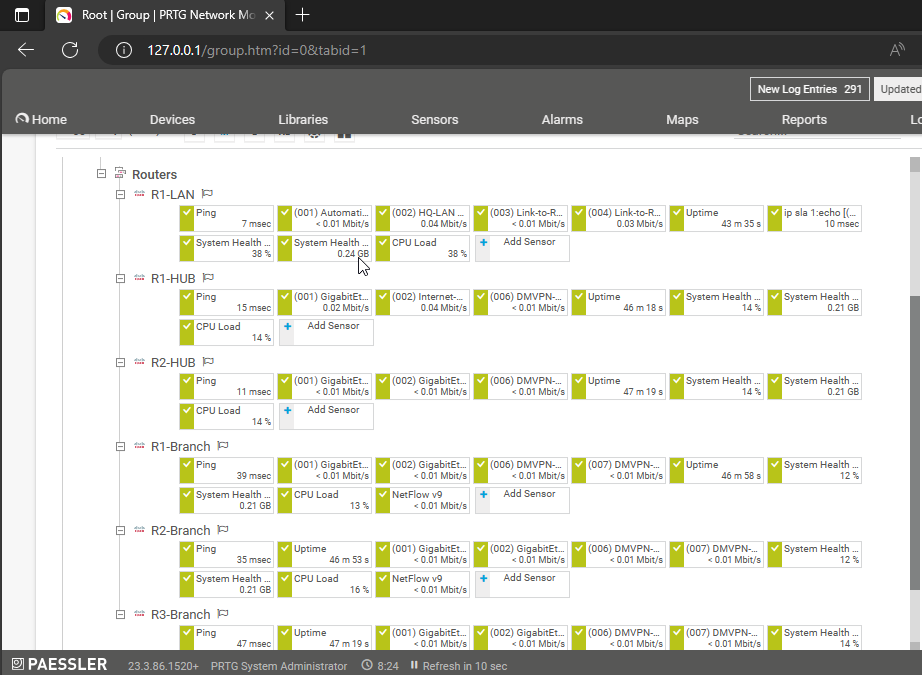 Root | Group | PRTG Network Mo
127.0.0.1/group.htm?id=0&tabid=1
New Log Entries 291
Updated
Home Devices Libraries Sensors Alarms Maps Reports Lo
Routers
R1-LAN
Ping (001) Automati... (002) HQ-LAN ... (003) Link-to-R... (004) Link-to-R... Uptime ip sla 1:echo [(...
7 msec < 0.01 Mbit/s 0.04 Mbit/s < 0.01 Mbit/s 0.03 Mbit/s 43 m 35 s 10 msec
System Health ... System Health ... CPU Load Add Sensor
38 % 0.24 GB 38 %
R1-HUB
Ping (001) GigabitEt... (002) Internet-... (006) DMVPN-... Uptime System Health ... System Health ...
15 msec 0.02 Mbit/s 0.04 Mbit/s < 0.01 Mbit/s 46 m 18 s 14 % 0.21 GB
CPU Load Add Sensor
14 %
R2-HUB
Ping (001) GigabitEt... (002) GigabitEt... (006) DMVPN-... Uptime System Health ... System Health ...
11 msec < 0.01 Mbit/s < 0.01 Mbit/s < 0.01 Mbit/s 47 m 19 s 14 % 0.21 GB
CPU Load Add Sensor
14 %
R1-Branch
Ping (001) GigabitEt... (002) GigabitEt... (006) DMVPN-... (007) DMVPN-... Uptime System Health ...
39 msec < 0.01 Mbit/s < 0.01 Mbit/s < 0.01 Mbit/s < 0.01 Mbit/s 46 m 58 s 12 %
System Health ... CPU Load NetFlow v9 Add Sensor
0.21 GB 13 % < 0.01 Mbit/s
R2-Branch
Ping Uptime (001) GigabitEt... (002) GigabitEt... (006) DMVPN-... (007) DMVPN-... System Health ...
35 msec 46 m 53 s < 0.01 Mbit/s < 0.01 Mbit/s < 0.01 Mbit/s < 0.01 Mbit/s 12 %
System Health ... CPU Load NetFlow v9 Add Sensor
0.21 GB 16 % < 0.01 Mbit/s
R3-Branch
Ping Uptime (001) GigabitEt... (002) GigabitEt... (006) DMVPN-... (007) DMVPN-... System Health ...
47 msec 47 m 19 s < 0.01 Mbit/s < 0.01 Mbit/s < 0.01 Mbit/s < 0.01 Mbit/s 14 %
PAESSLER 23.3.86.1520+ PRTG System Administrator 8:24 Refresh in 10 sec